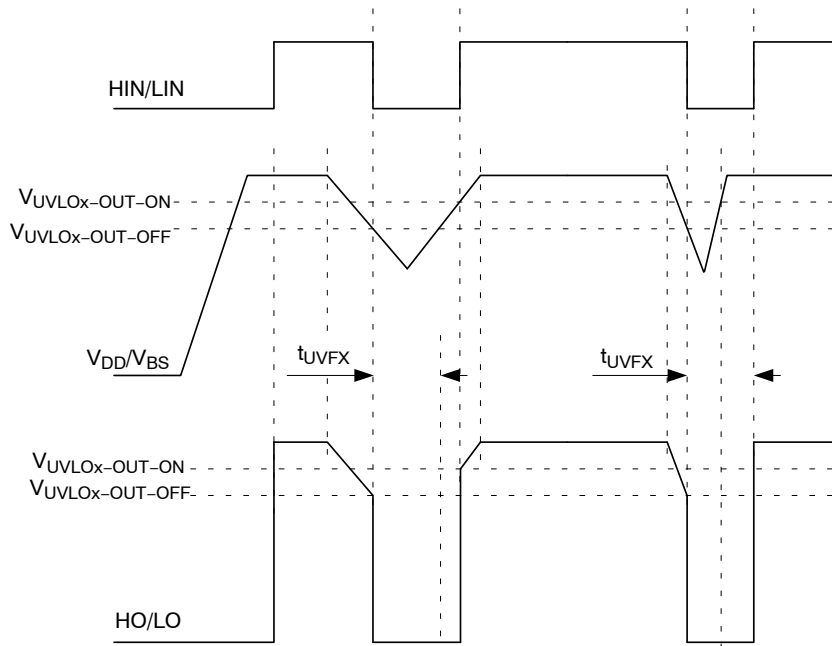 HIN/LIN
VUVLOx–OUT–ON
VUVLOx–OUT–OFF
VDD/VBS
tUVFX
tUVFX
VUVLOx–OUT–ON
VUVLOx–OUT–OFF
HO/LO